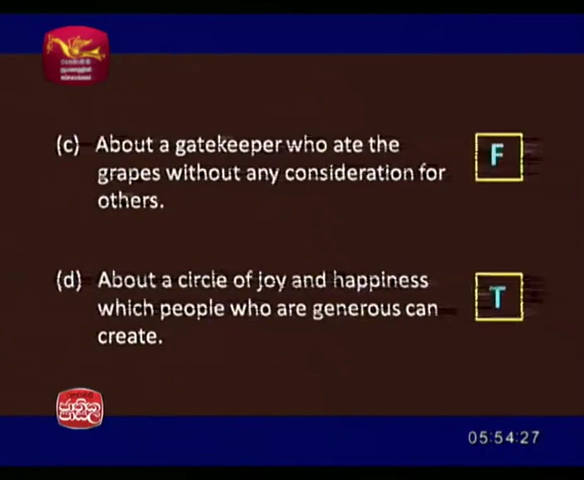 (c) About a gatekeeper who ate the
grapes without any consideration for
others.
F
(d) About a circle of joy and happiness
which people who are generous can
create.
T
05:54:27